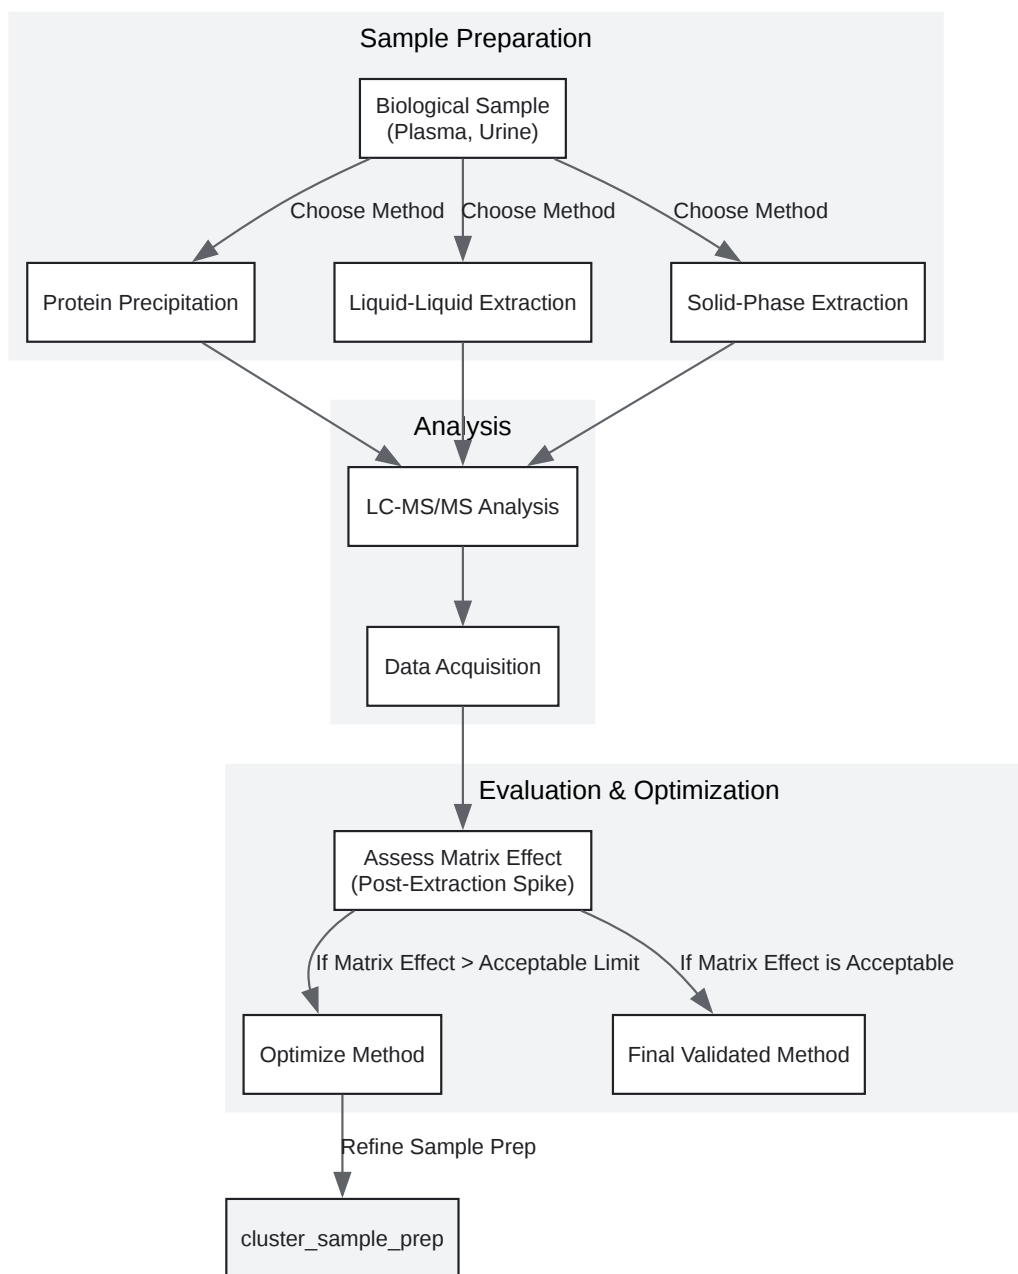 Sample Preparation
Biological Sample
(Plasma, Urine)
Choose Method
Choose Method
Choose Method
Protein Precipitation
Liquid-Liquid Extraction
Solid-Phase Extraction
Analysis
LC-MS/MS Analysis
Data Acquisition
Evaluation & Optimization
Assess Matrix Effect
(Post-Extraction Spike)
If Matrix Effect > Acceptable Limit
If Matrix Effect is Acceptable
Optimize Method
Final Validated Method
Refine Sample Prep
cluster_sample_prep